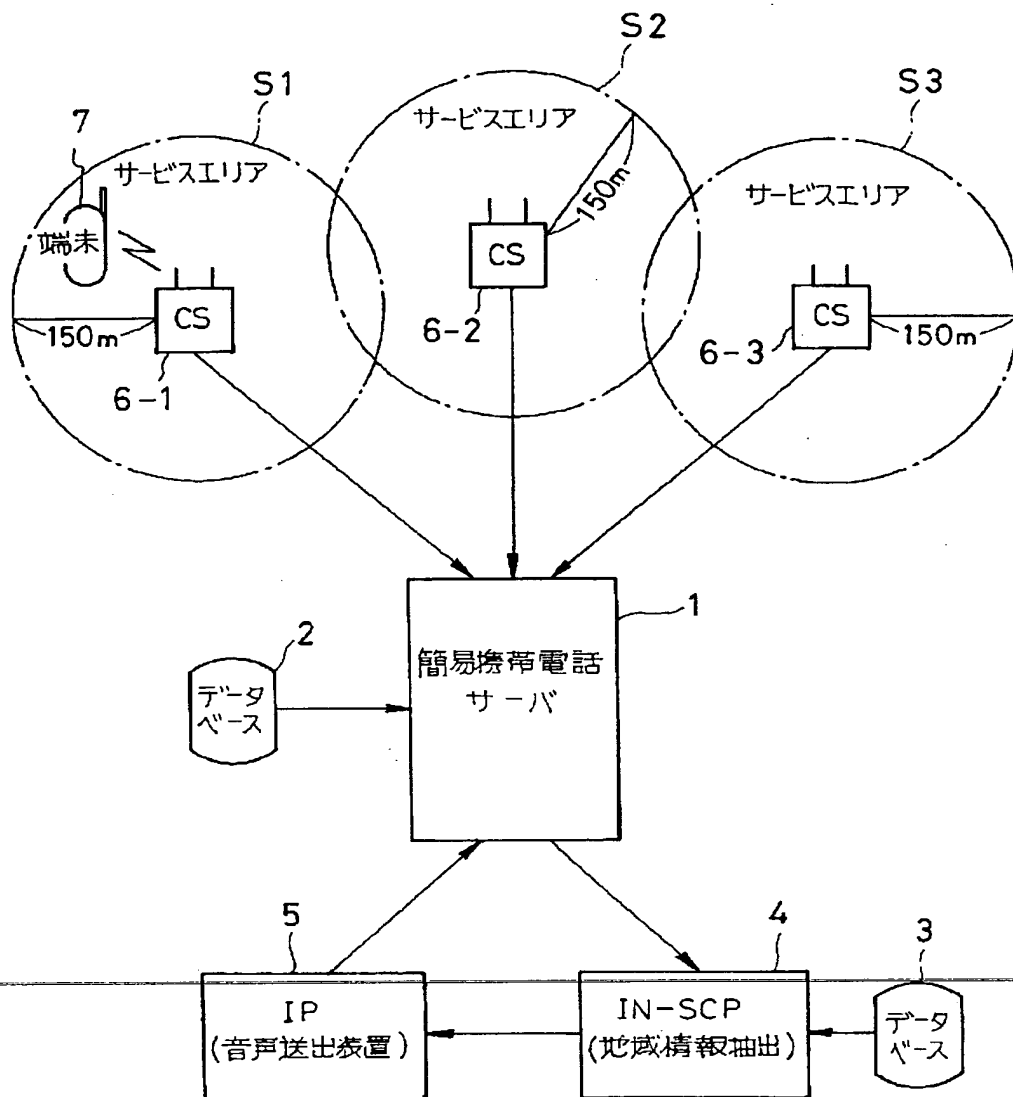 S2
S1
S3
7
サービスエリア
サービスエリア
サービスエリア
150m
端末
CS
CS
CS
150m
150m
6-1
6-2
6-3
1
2
簡易携帯電話
サーバ
データ
ベース
5
4
3
IP
(音声送出装置)
IN-SCP
(地域情報抽出)
データ
ベース